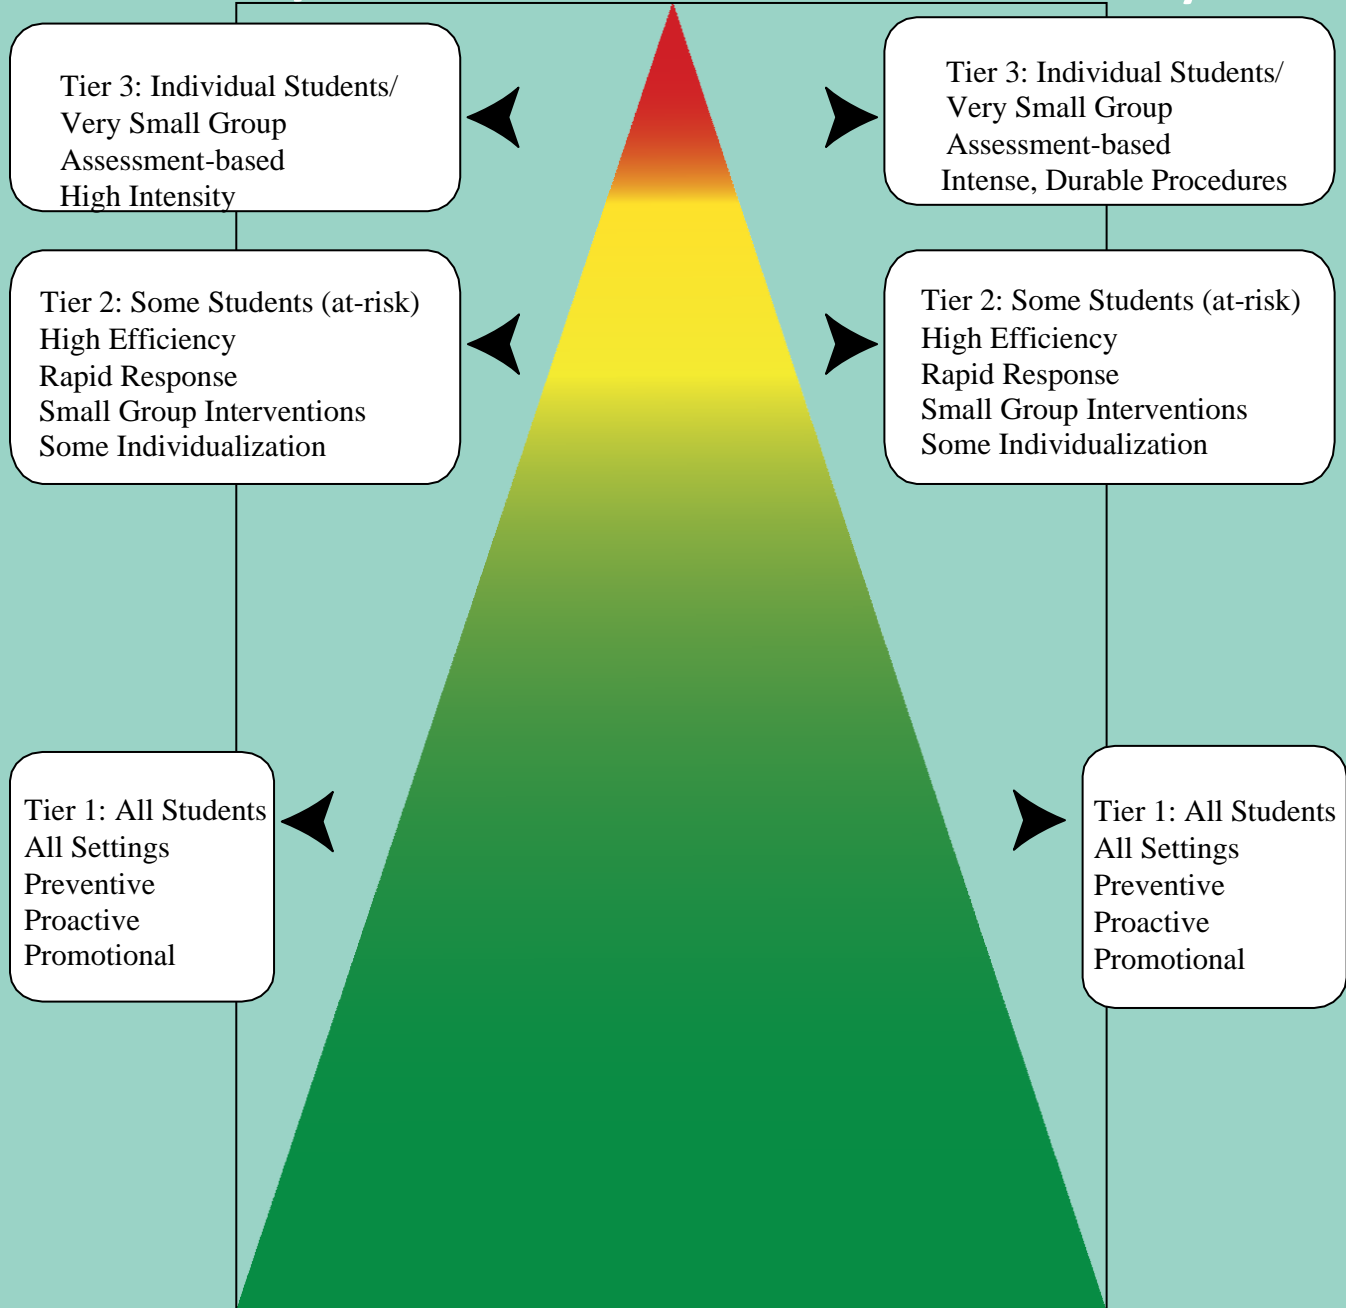 Tier 3: Individual Students/
Very Small Group
Assessment-based
High Intensity
Tier 3: Individual Students/
Very Small Group
Assessment-based
Intense, Durable Procedures
Tier 2: Some Students (at-risk)
High Efficiency
Rapid Response
Small Group Interventions
Some Individualization
Tier 2: Some Students (at-risk)
High Efficiency
Rapid Response
Small Group Interventions
Some Individualization
Tier 1: All Students
All Settings
Preventive
Proactive
Promotional
Tier 1: All Students
All Settings
Preventive
Proactive
Promotional